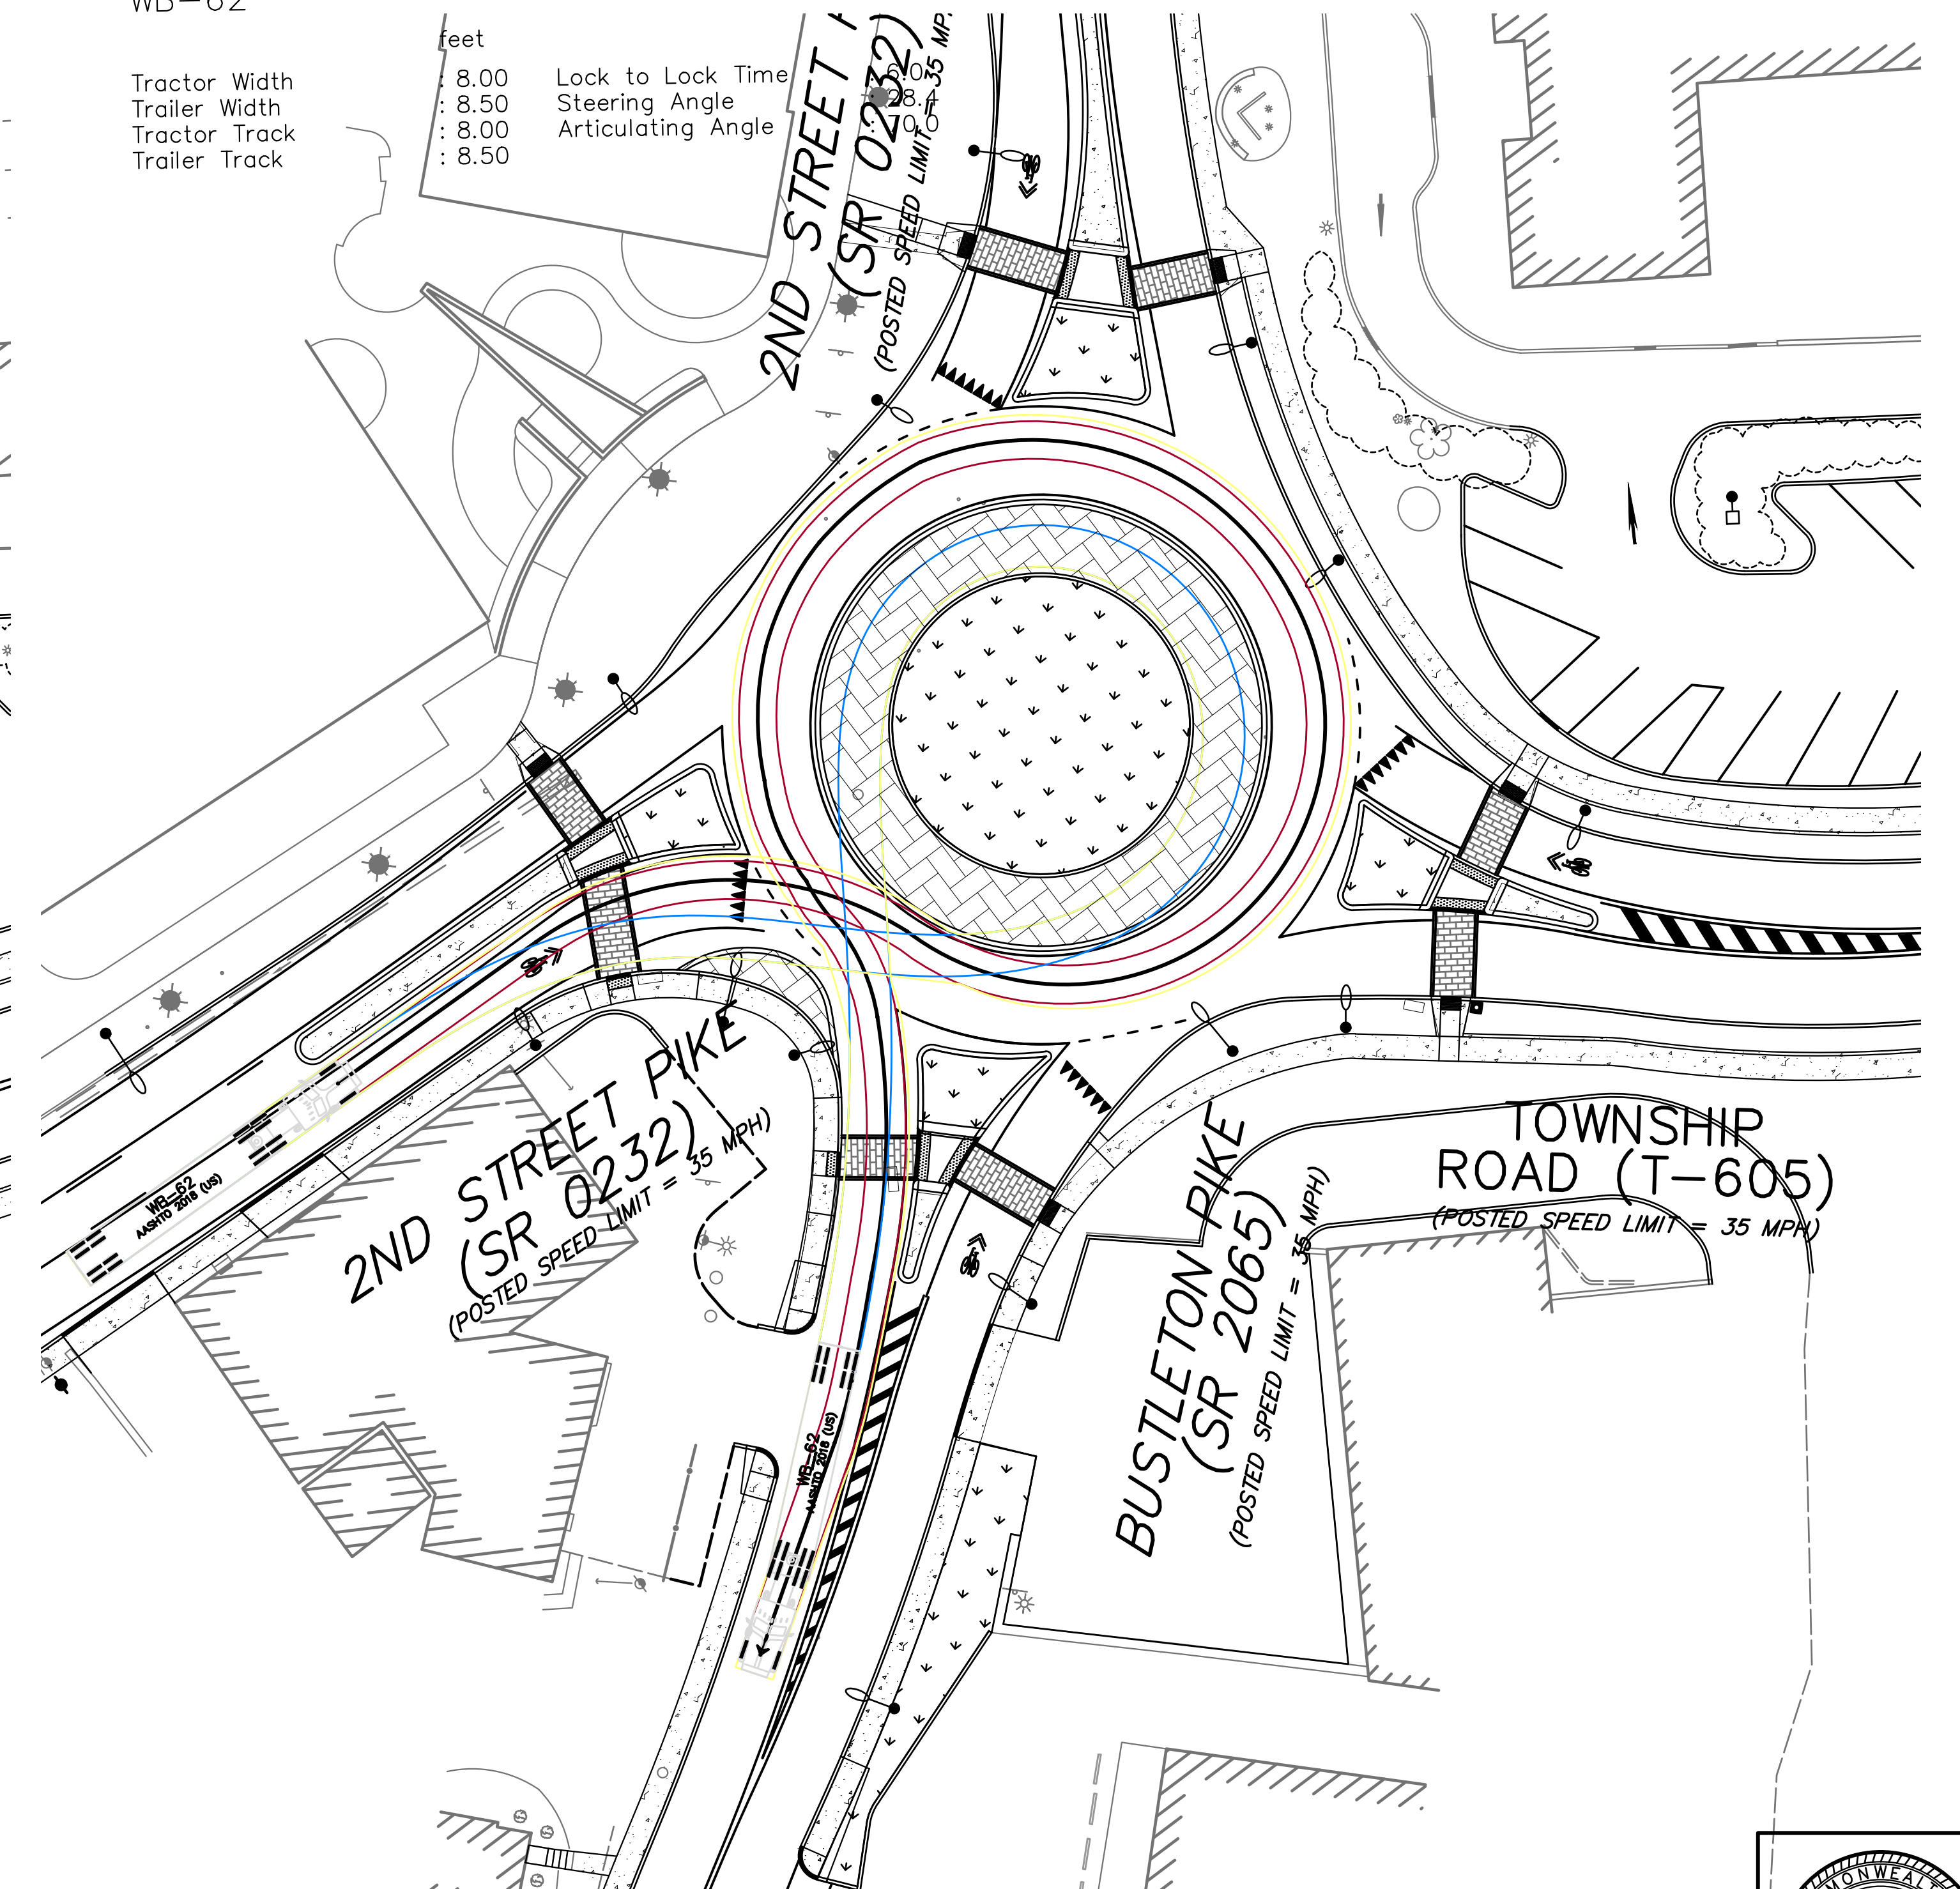 WB-62
feet
Tractor Width : 8.00 Lock to Lock Time : 6.0
Trailer Width : 8.50 Steering Angle : 28.4
Tractor Track : 8.00 Articulating Angle : 70.0
Trailer Track : 8.50
2ND STREET
(SR 0232)
(POSTED SPEED LIMIT = 35 MPH
WB-62
AASHTO 2018 (US)
2ND STREET PIKE
(SR 0232)
(POSTED SPEED LIMIT = 35 MPH)
WB-62
AASHTO 2018 (US)
BUSTLETON PIKE
(SR 2065)
(POSTED SPEED LIMIT = 35 MPH)
TOWNSHIP
ROAD (T-605)
(POSTED SPEED LIMIT = 35 MPH)
MONWEALT